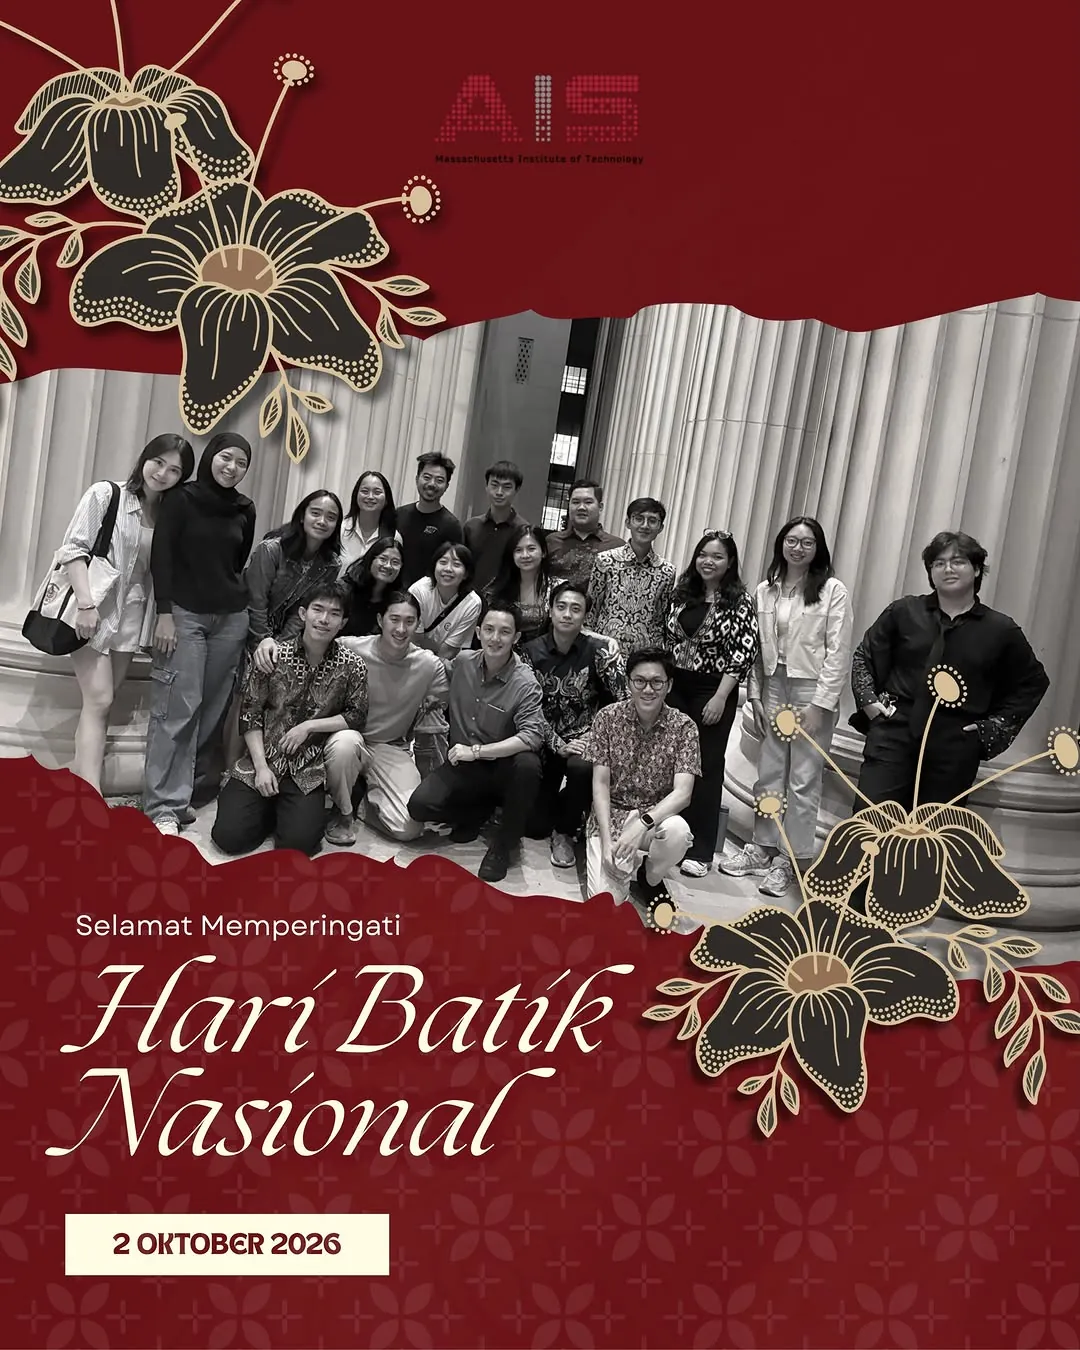 AIS
Massachusetts Institute of Technology
Selamat Memperingati
Hari Batik
Nasional
2 OKTOBER 2026